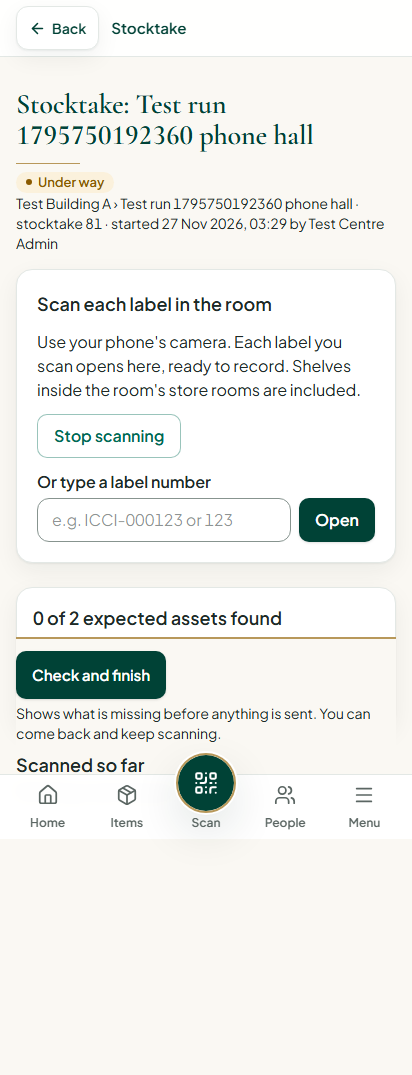 Back
Stocktake
Stocktake: Test run
1795750192360 phone hall
Under way
Test Building A › Test run 1795750192360 phone hall ·
stocktake 81 · started 27 Nov 2026, 03:29 by Test Centre
Admin
Scan each label in the room
Use your phone's camera. Each label you
scan opens here, ready to record. Shelves
inside the room's store rooms are included.
Stop scanning
Or type a label number
e.g. ICCI-000123 or 123
Open
0 of 2 expected assets found
Check and finish
Shows what is missing before anything is sent. You can
come back and keep scanning.
Scanned so far
Home
Items
Scan
People
Menu